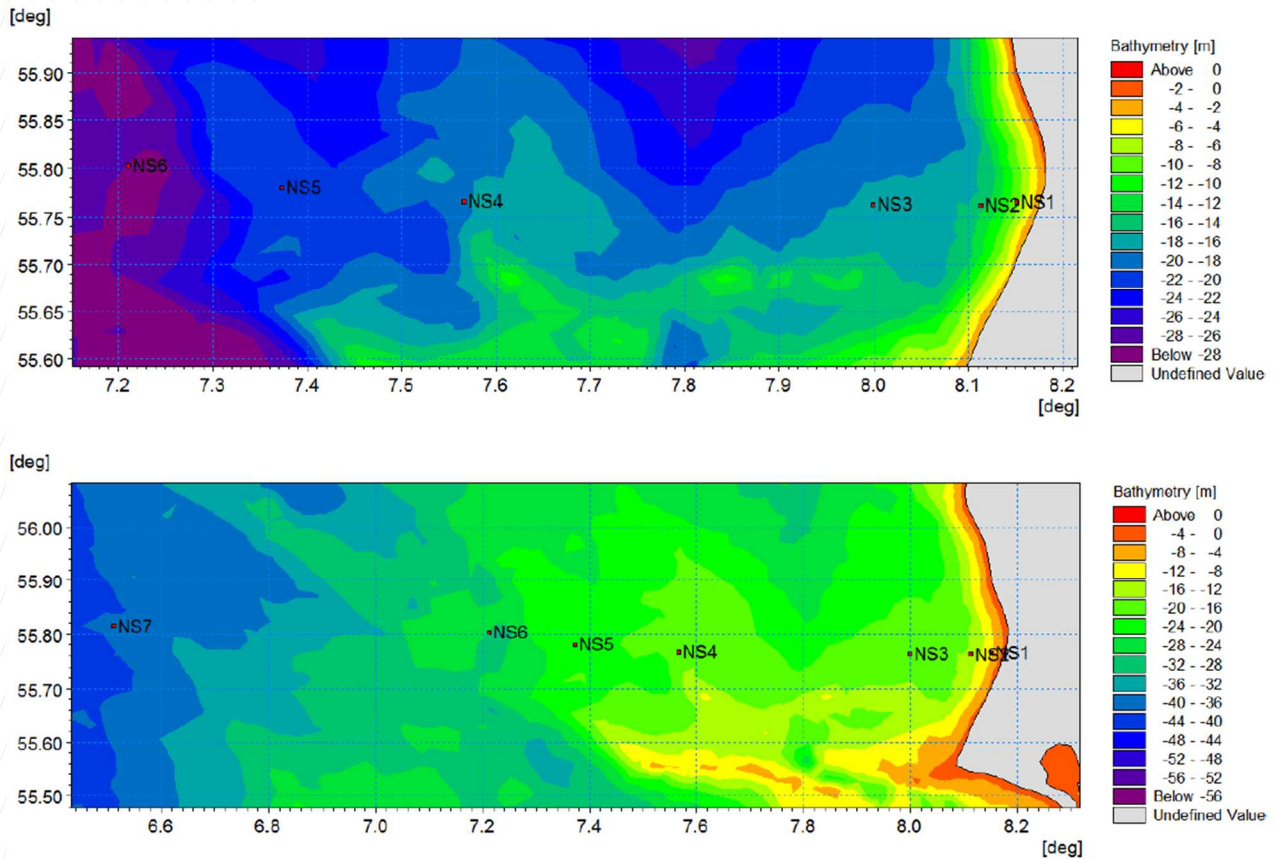 [deg]
Bathymetry [m]
55.90
55.85
55.80
55.75
55.70
55.65
55.60
NS6
NS5
NS4
NS3
NS2
NS1
7.2 7.3 7.4 7.5 7.6 7.7 7.8 7.9 8.0 8.1 8.2
[deg]
Above 0
-2 - 0
-4 - -2
-6 - -4
-8 - -6
-10 - -8
-12 - -10
-14 - -12
-16 - -14
-18 - -16
-20 - -18
-22 - -20
-24 - -22
-26 - -24
-28 - -26
Below -28
Undefined Value
[deg]
Bathymetry [m]
56.00
55.90
55.80
55.70
55.60
55.50
NS7
NS6
NS5
NS4
NS3
NS2
NS1
6.6 6.8 7.0 7.2 7.4 7.6 7.8 8.0 8.2
[deg]
Above 0
-4 - 0
-8 - -4
-12 - -8
-16 - -12
-20 - -16
-24 - -20
-28 - -24
-32 - -28
-36 - -32
-40 - -36
-44 - -40
-48 - -44
-52 - -48
-56 - -52
Below -56
Undefined Value